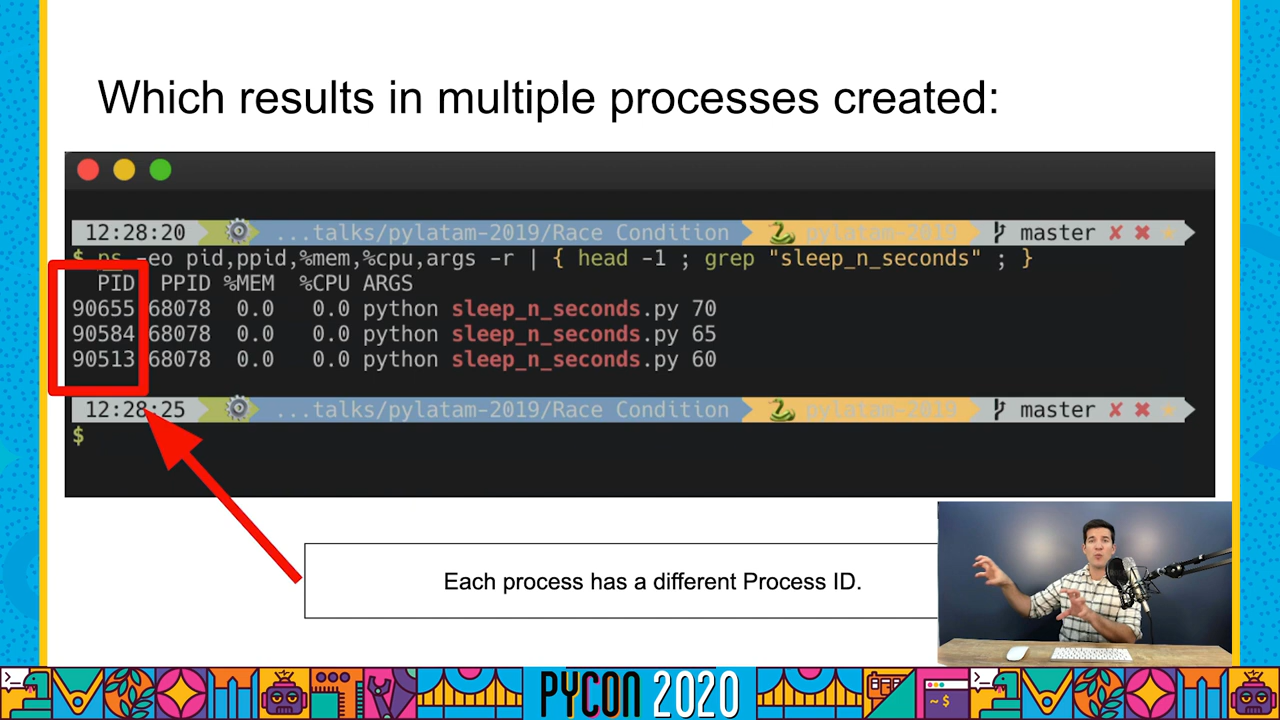 Which results in multiple processes created:
12:28:20 ...talks/pylatam-2019/Race Condition pylatam-2019 master ✘ ✖
$ ps -eo pid,ppid,%mem,%cpu,args -r | { head -1 ; grep "sleep_n_seconds" ; }
PID PPID %MEM %CPU ARGS
90655 68078 0.0 0.0 python sleep_n_seconds.py 70
90584 68078 0.0 0.0 python sleep_n_seconds.py 65
90513 68078 0.0 0.0 python sleep_n_seconds.py 60
12:28:25 ...talks/pylatam-2019/Race Condition pylatam-2019 master ✘ ✖
$
Each process has a different Process ID.
PYCON 2020
~$